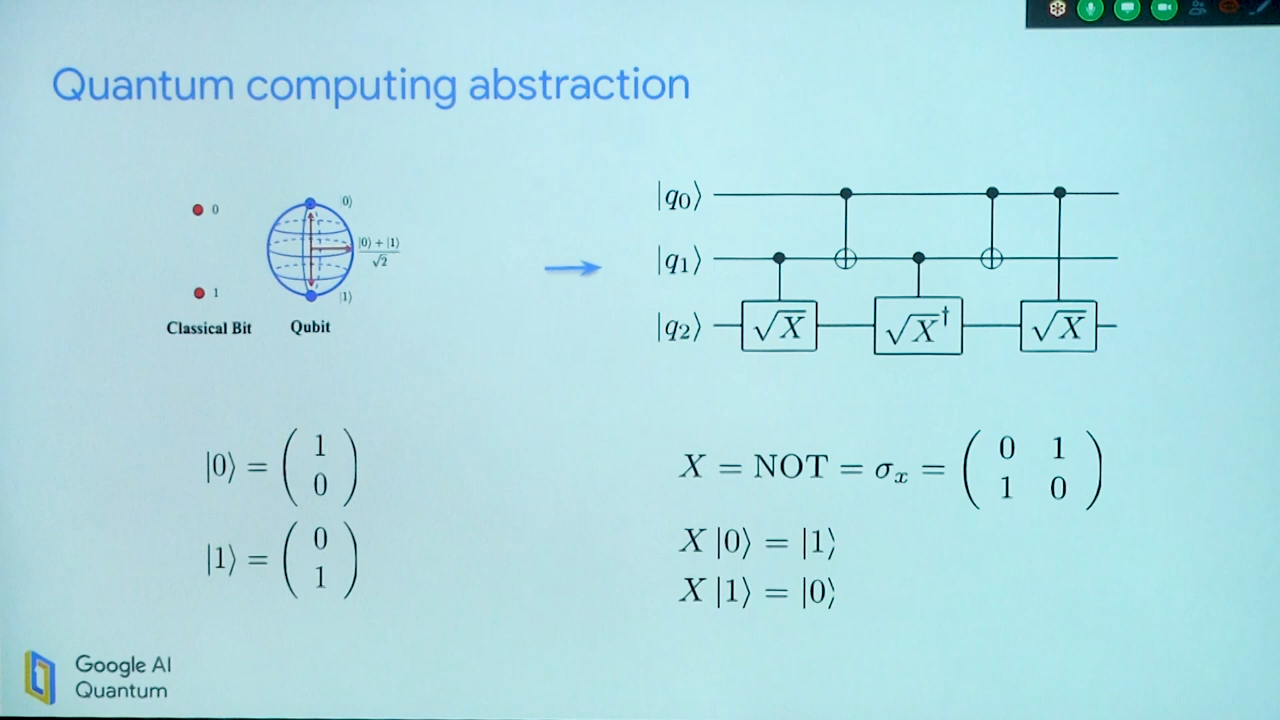 Quantum computing abstraction
0
1
Classical Bit
0⟩
|0⟩ + |1⟩
√2
|1⟩
Qubit
|q₀⟩
|q₁⟩
|q₂⟩
√X
√X†
√X
|0⟩ = ( 1 0 )
|1⟩ = ( 0 1 )
X = NOT = σₓ = ( 0 1 1 0 )
X |0⟩ = |1⟩
X |1⟩ = |0⟩
Google AI
Quantum